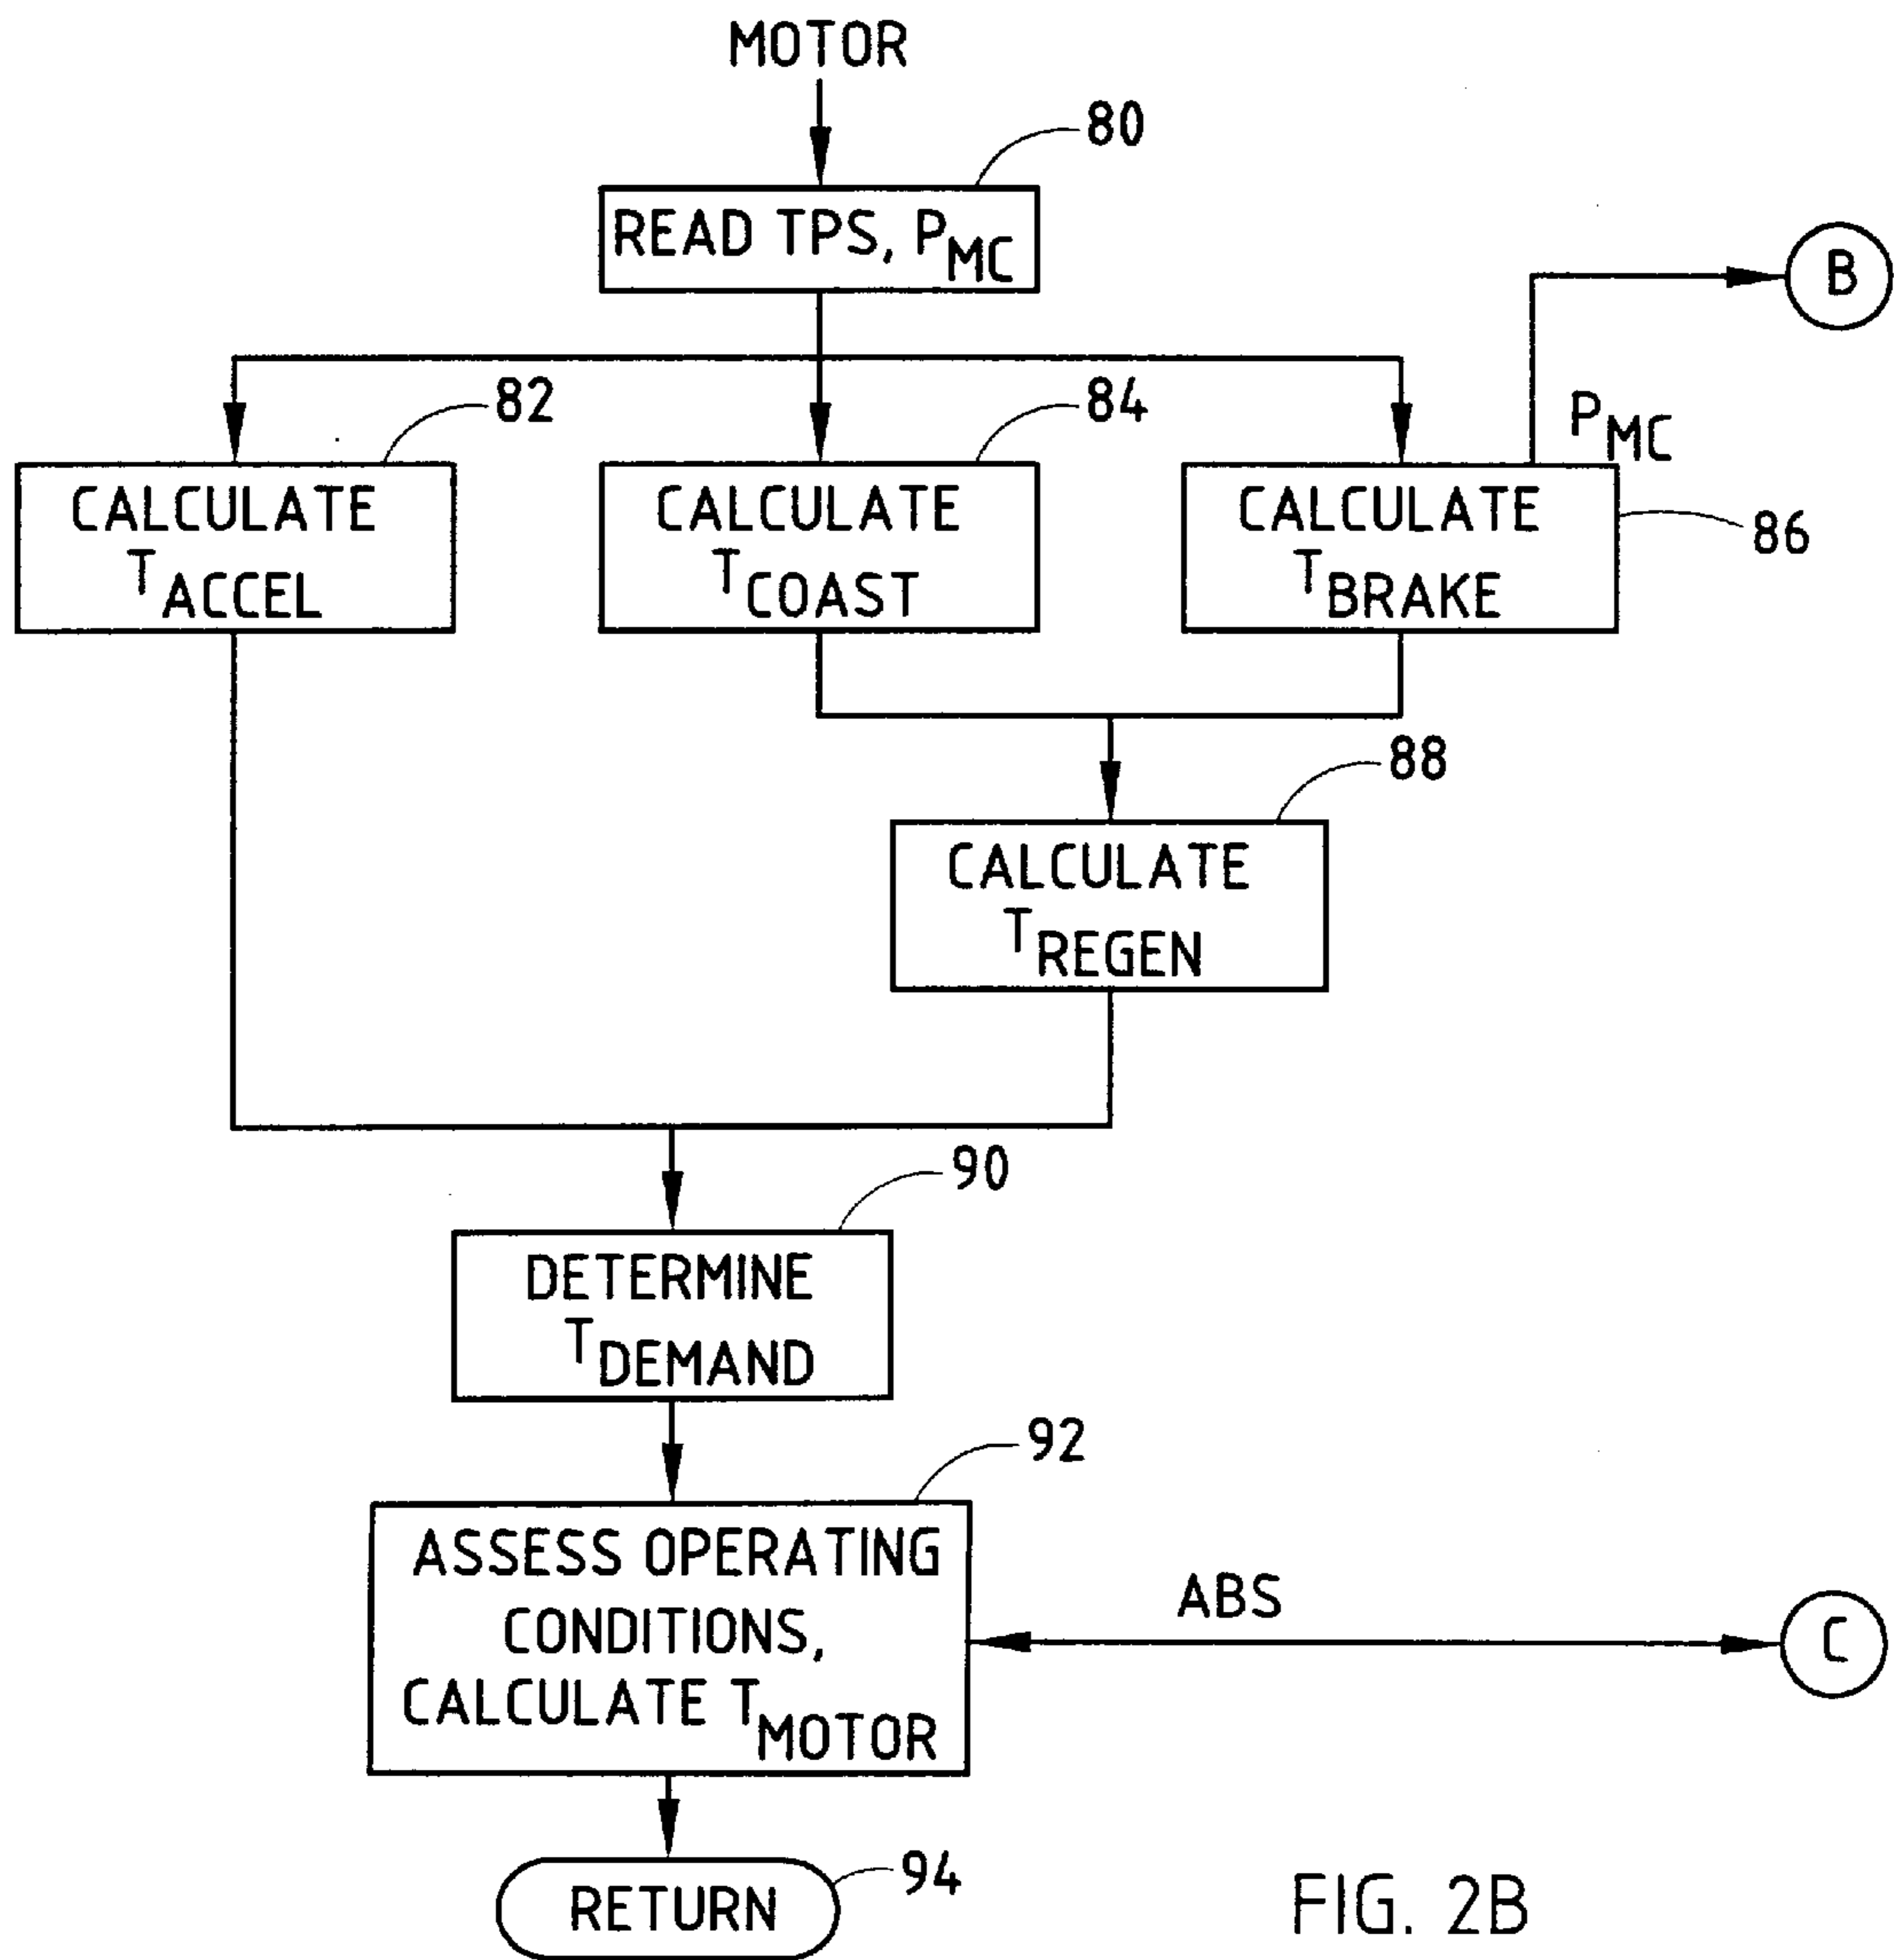 MOTOR
80
READ TPS, PMC
B
82
84
PMC
CALCULATE
TACCEL
CALCULATE
TCOAST
CALCULATE
TBRAKE
86
88
CALCULATE
TREGEN
90
DETERMINE
TDEMAND
92
ASSESS OPERATING
CONDITIONS,
CALCULATE TMOTOR
ABS
C
94
RETURN
FIG. 2B